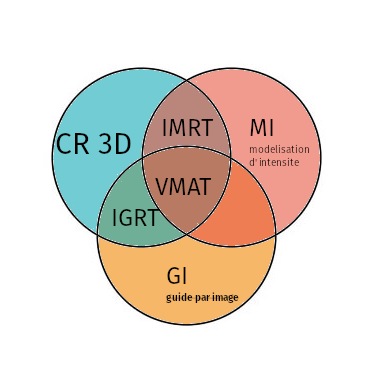 IMRT
MI
CR 3D
modelisation
d'intensite
VMAT
IGRT
GI
guide par image